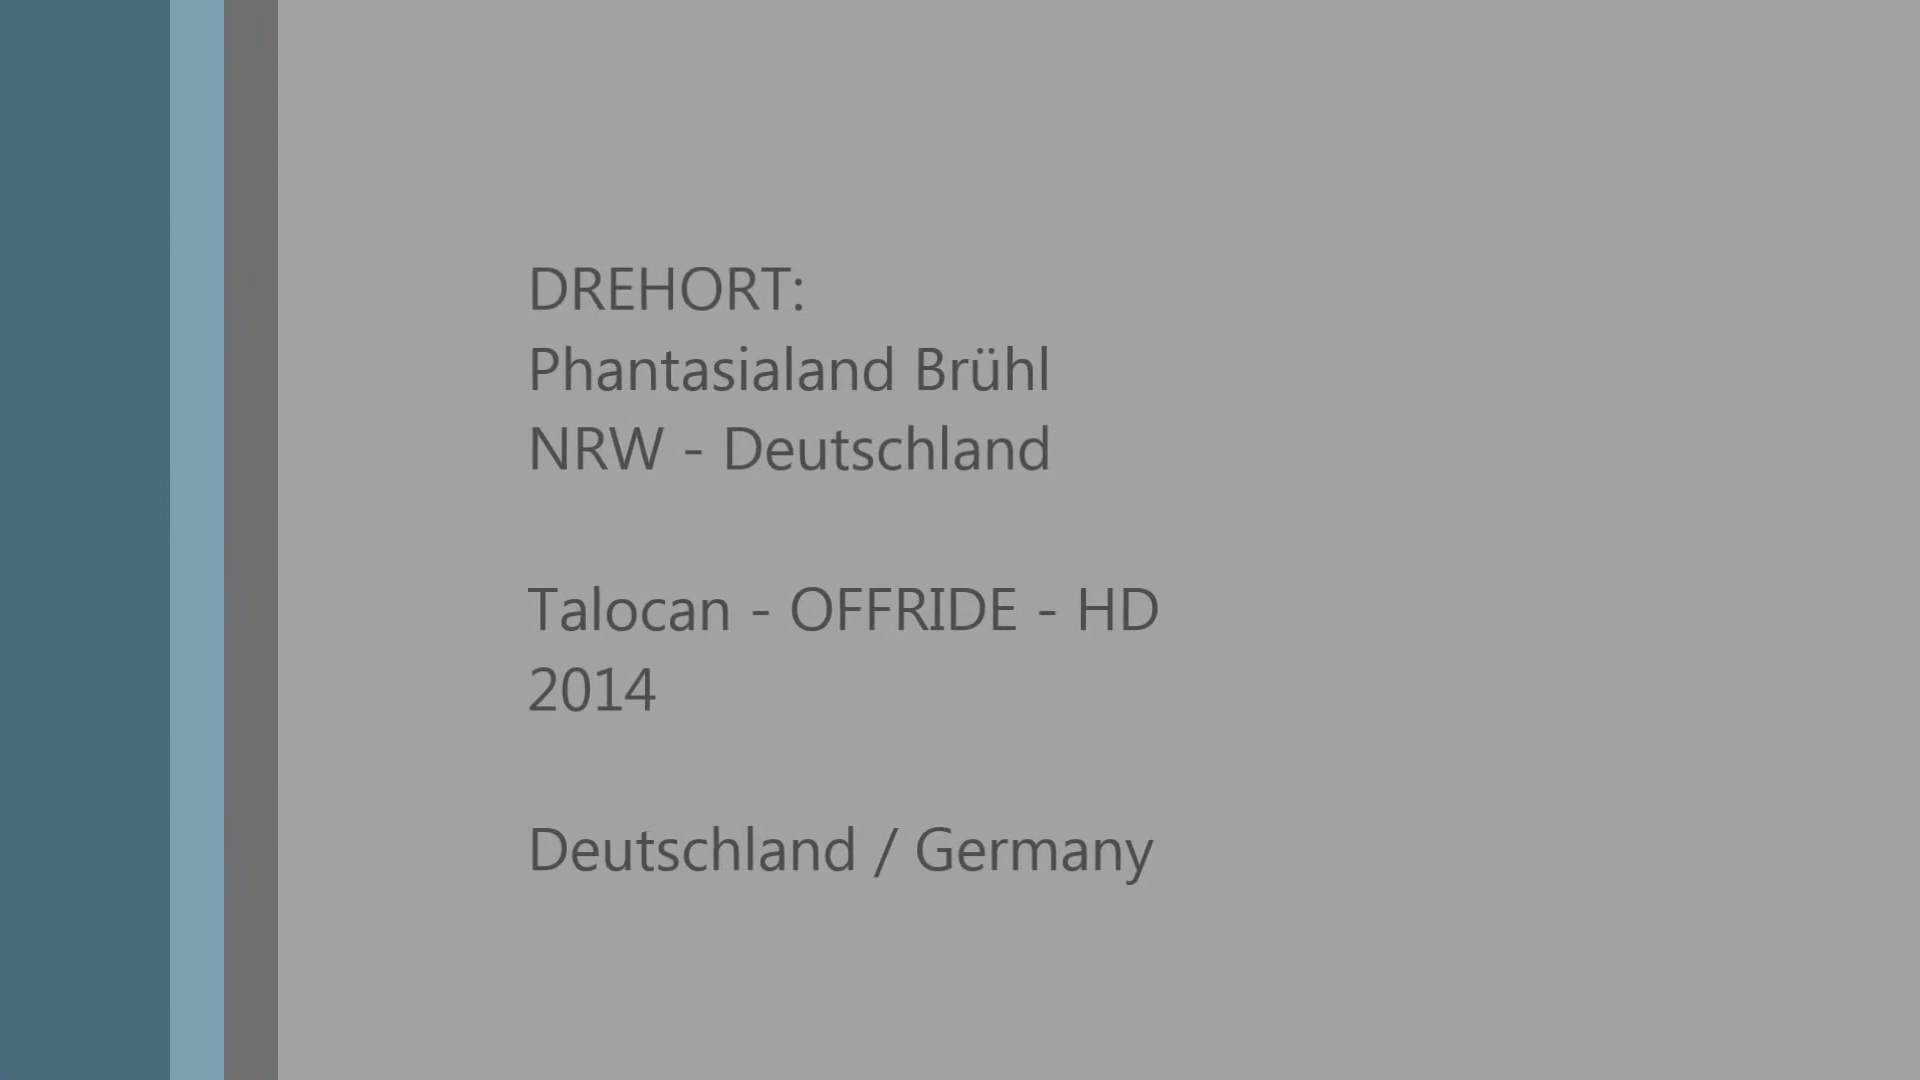 DREHORT:
Phantasialand Brühl
NRW - Deutschland
Talocan - OFFRIDE - HD
2014
Deutschland / Germany